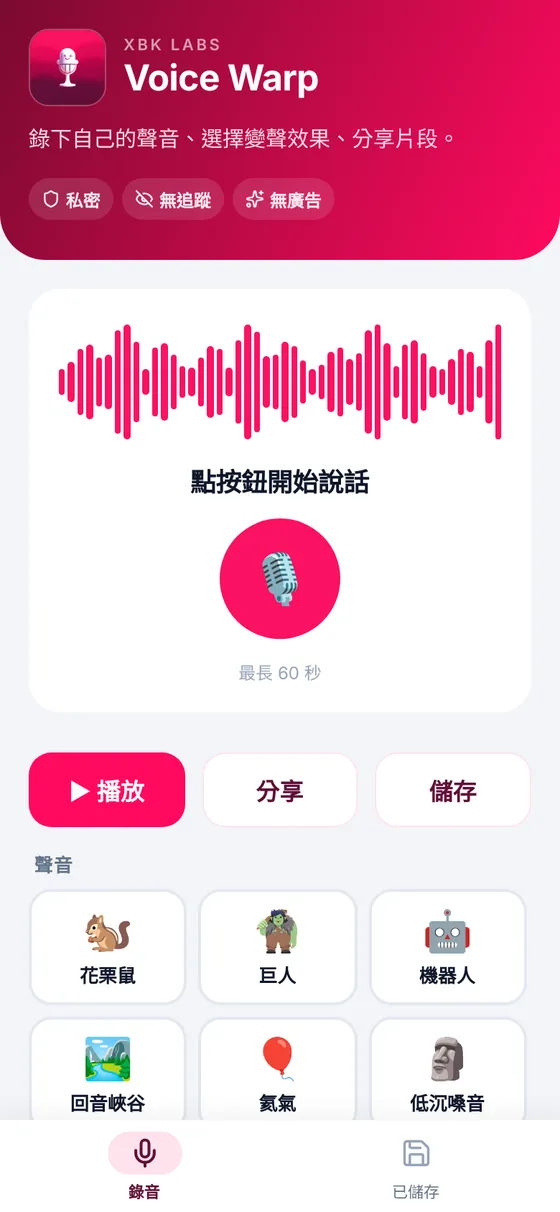 XBK LABS
Voice Warp
錄下自己的聲音、選擇變聲效果、分享片段。
私密
無追蹤
無廣告
點按鈕開始說話
最長 60 秒
▶ 播放
分享
儲存
聲音
花栗鼠
巨人
機器人
回音峽谷
氦氣
低沉嗓音
錄音
已儲存